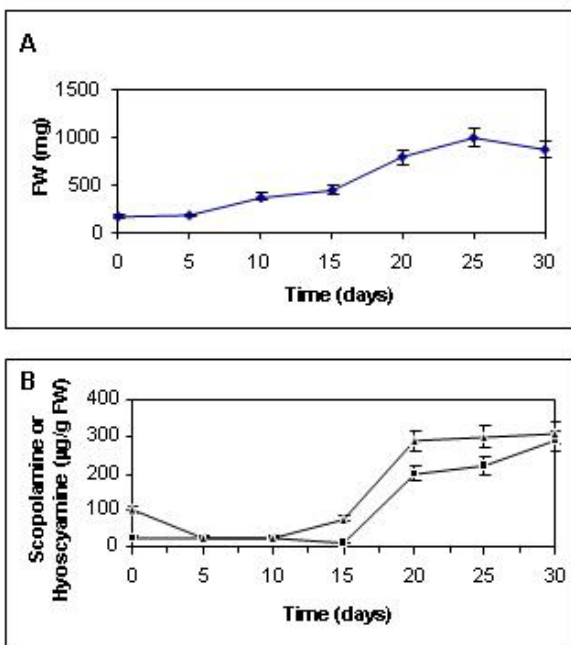 A
1500
1000
500
0
FW (mg)
0 5 10 15 20 25 30
Time (days)
B
400
300
200
100
0
Scopolamine or
Hyoscyamine (µg/g FW)
0 5 10 15 20 25 30
Time (days)